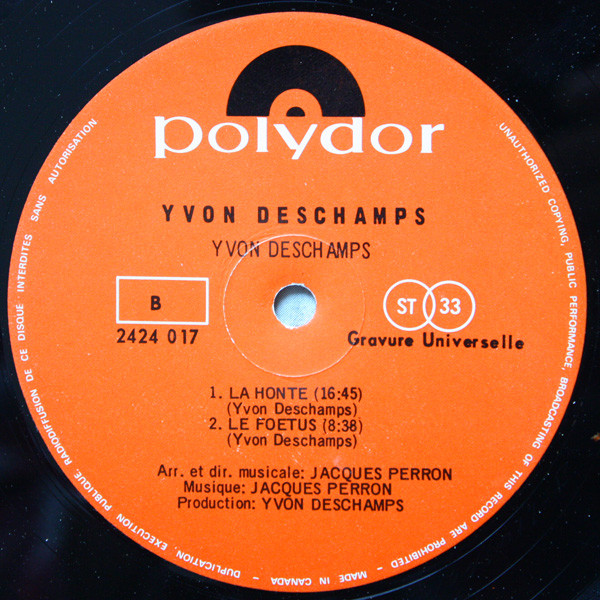 polydor
YVON DESCHAMPS
YVON DESCHAMPS
B
2424 017
ST 33
Gravure Universelle
1. LA HONTE (16:45)
(Yvon Deschamps)
2. LE FOETUS (8:38)
(Yvon Deschamps)
Arr. et dir. musicale: JACQUES PERRON
Musique: JACQUES PERRON
Production: YVON DESCHAMPS
UNAUTHORIZED COPYING, PUBLIC PERFORMANCE, BROADCASTING OF THIS RECORD ARE PROHIBITED - MADE IN CANADA - DUPLICATION, EXECUTION PUBLIQUE, RADIODIFFUSION DE CE DISQUE INTERDITES SANS AUTORISATION